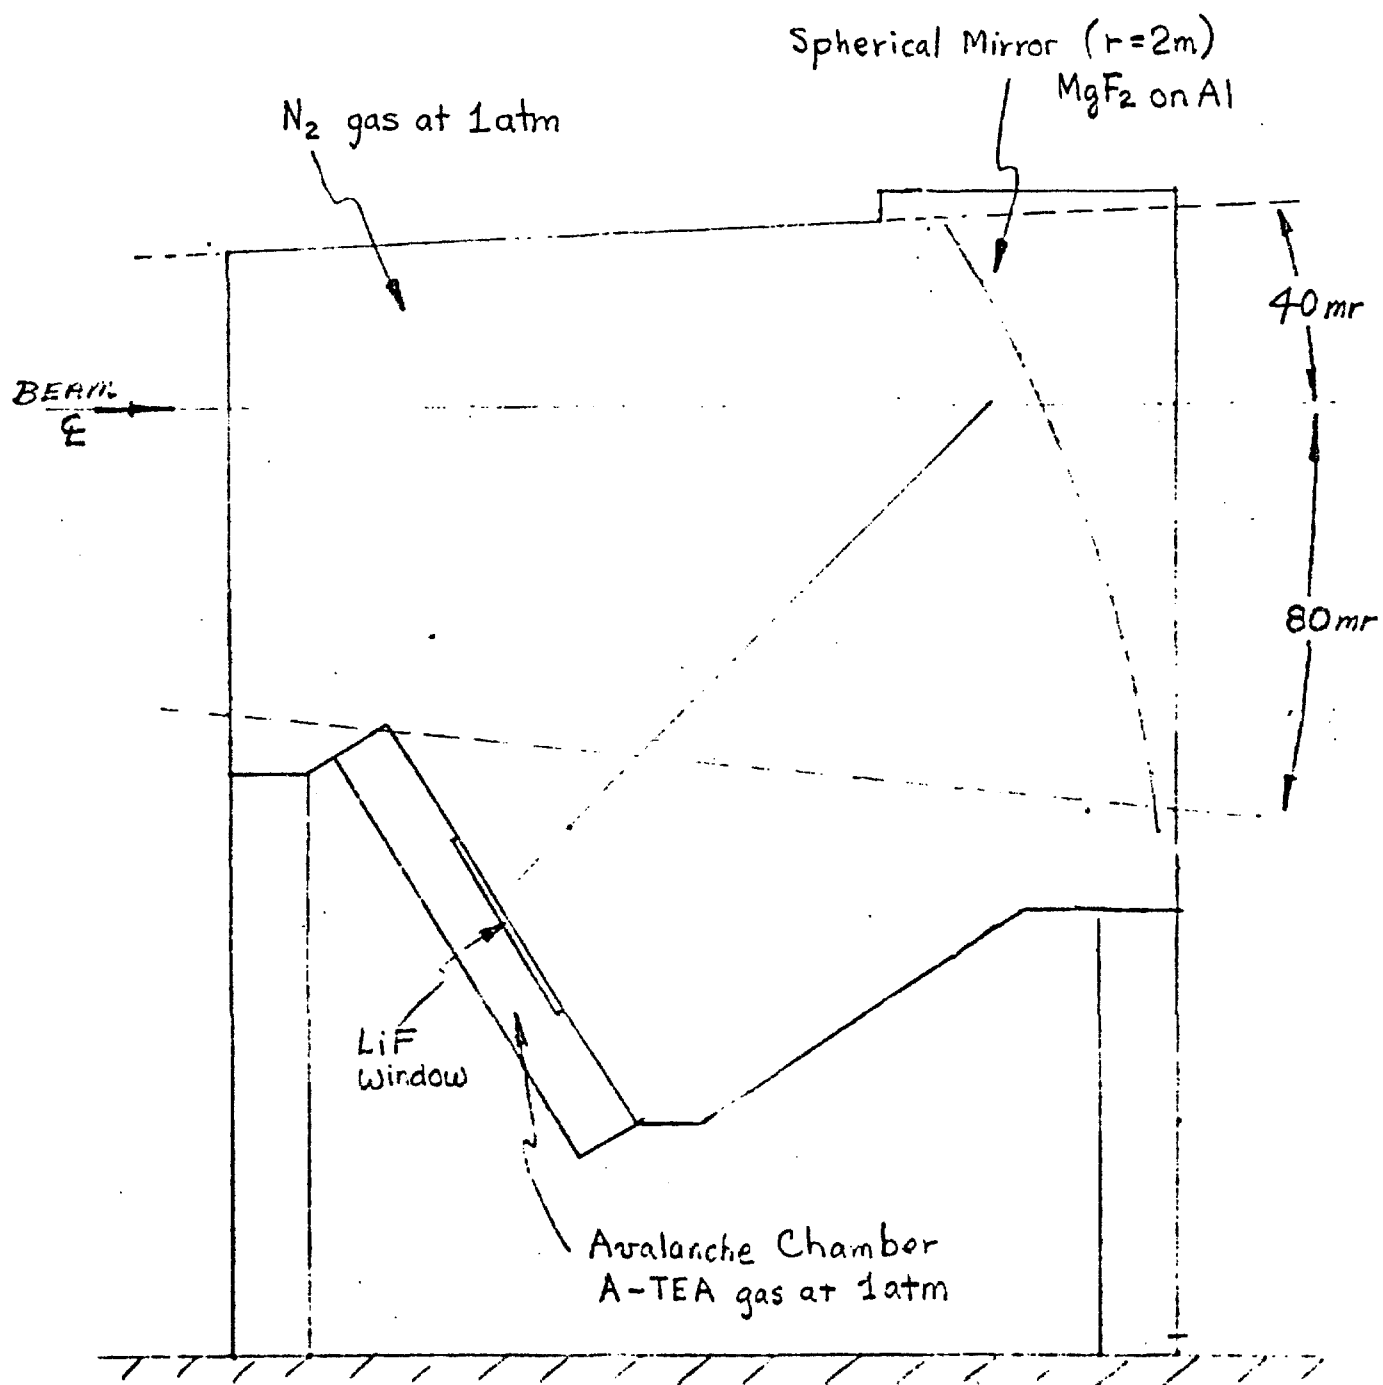 Spherical Mirror (r=2m)
MgF₂ on Al
N₂ gas at 1atm
40mr
BEAM
℄
80mr
LiF
window
Avalanche Chamber
A-TEA gas at 1atm